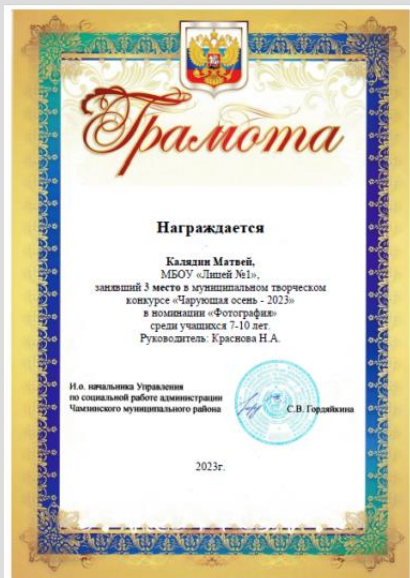 Грамота
Награждается
Калядин Матвей,
МБОУ «Лицей №1»,
занявший 3 место в муниципальном творческом
конкурсе «Чарующая осень - 2023»
в номинации «Фотография»
среди учащихся 7-10 лет.
Руководитель: Краснова Н.А.
И.о. начальника Управления
по социальной работе администрации
Чамзинского муниципального района
С.В. Гордяйкина
2023г.